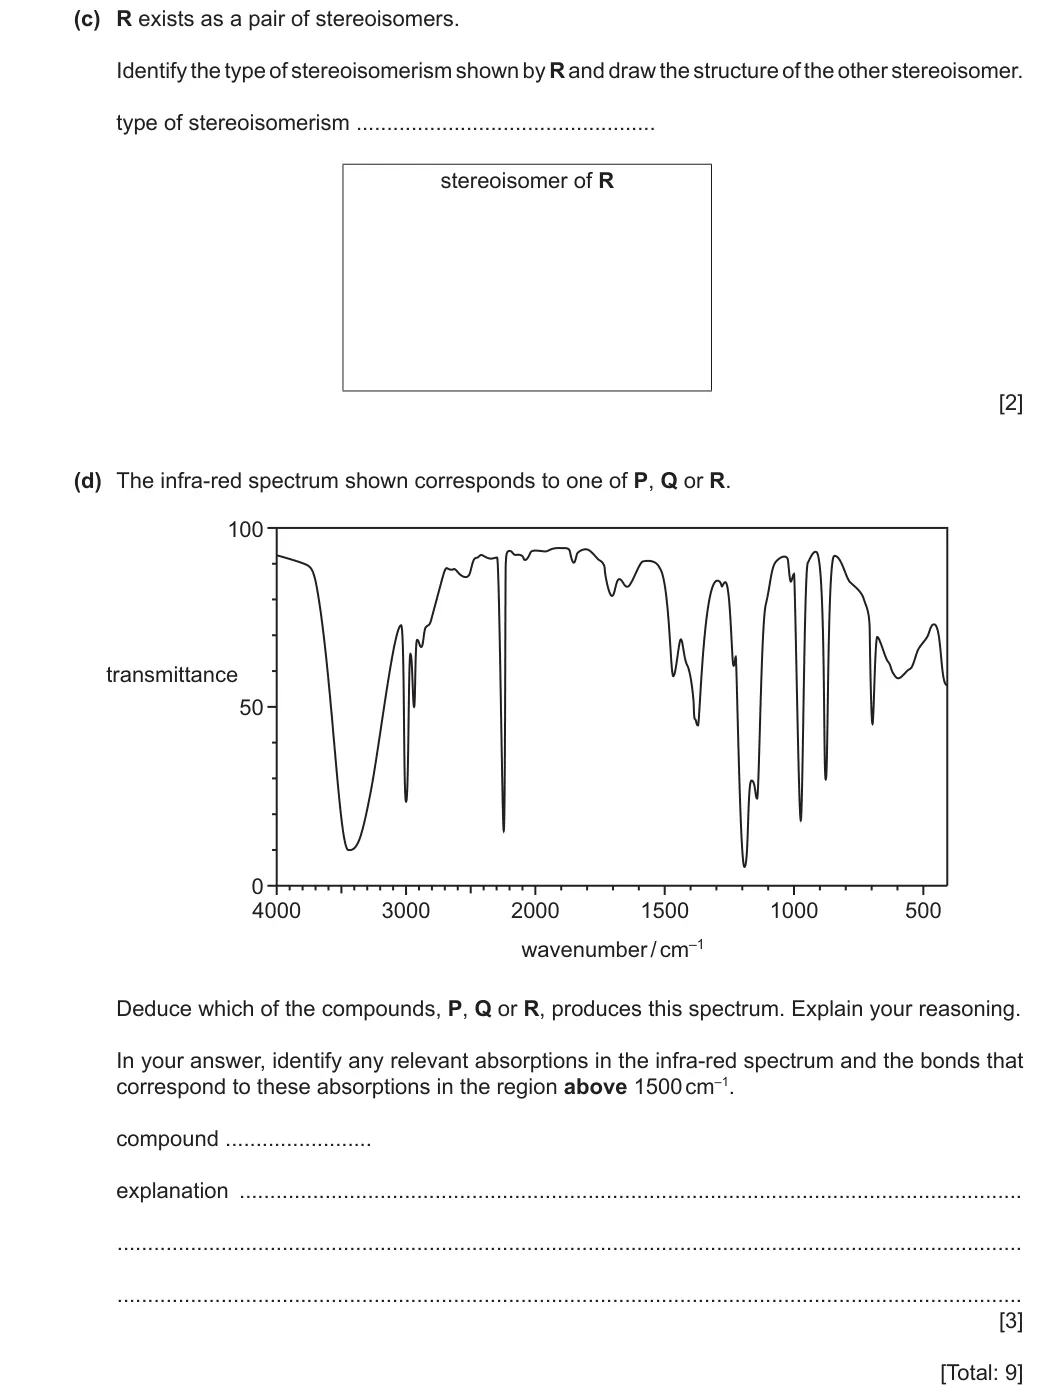 (c) R exists as a pair of stereoisomers.
Identify the type of stereoisomerism shown by R and draw the structure of the other stereoisomer.
type of stereoisomerism .................................................
stereoisomer of R
[2]
(d) The infra-red spectrum shown corresponds to one of P, Q or R.
100
transmittance
50
0
4000 3000 2000 1500 1000 500
wavenumber / cm⁻¹
Deduce which of the compounds, P, Q or R, produces this spectrum. Explain your reasoning.
In your answer, identify any relevant absorptions in the infra-red spectrum and the bonds that
correspond to these absorptions in the region above 1500 cm⁻¹.
compound ........................
explanation ................................................................................................................................
....................................................................................................................................................
....................................................................................................................................................
[3]
[Total: 9]